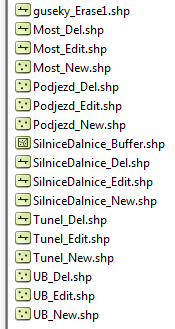 guseky_Erase1.shp
Most_Del.shp
Most_Edit.shp
Most_New.shp
Podjezd_Del.shp
Podjezd_Edit.shp
Podjezd_New.shp
SilniceDalnice_Buffer.shp
SilniceDalnice_Del.shp
SilniceDalnice_Edit.shp
SilniceDalnice_New.shp
Tunel_Del.shp
Tunel_Edit.shp
Tunel_New.shp
UB_Del.shp
UB_Edit.shp
UB_New.shp